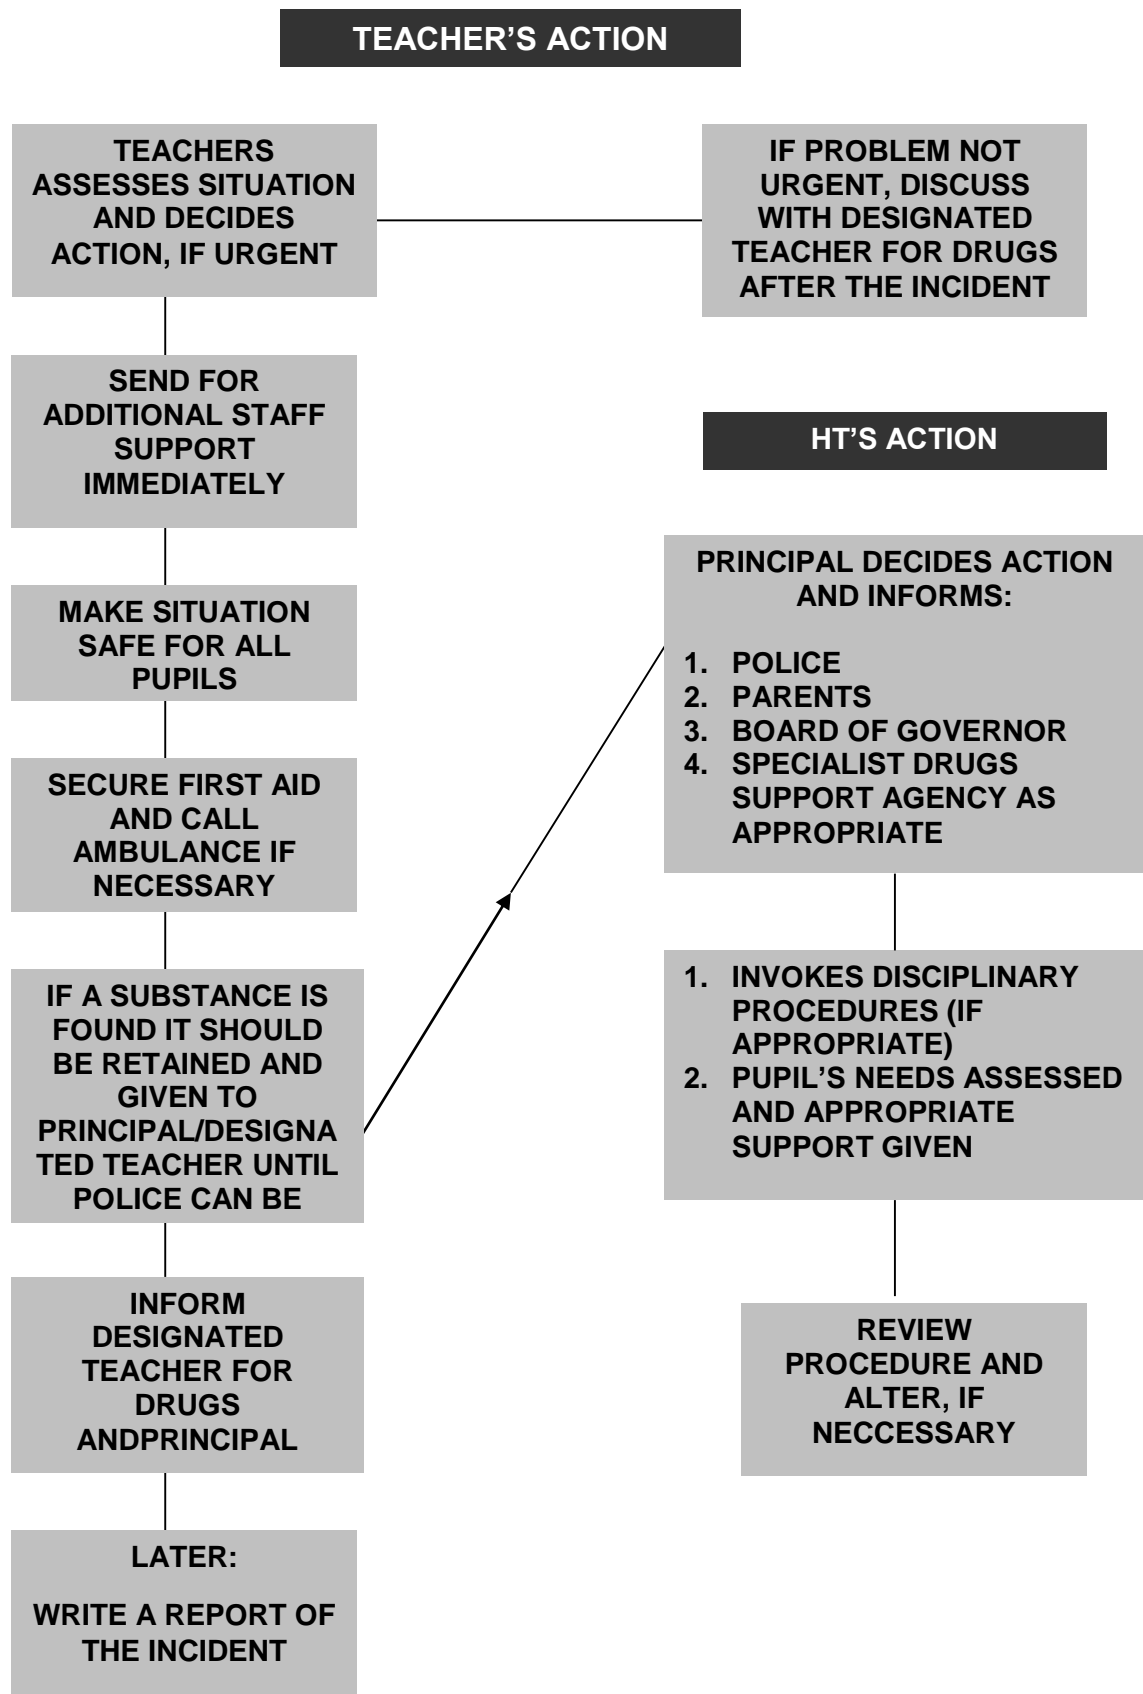 TEACHER’S ACTION
TEACHERS
ASSESSES SITUATION
AND DECIDES
ACTION, IF URGENT
IF PROBLEM NOT
URGENT, DISCUSS
WITH DESIGNATED
TEACHER FOR DRUGS
AFTER THE INCIDENT
SEND FOR
ADDITIONAL STAFF
SUPPORT
IMMEDIATELY
MAKE SITUATION
SAFE FOR ALL
PUPILS
SECURE FIRST AID
AND CALL
AMBULANCE IF
NECESSARY
IF A SUBSTANCE IS
FOUND IT SHOULD
BE RETAINED AND
GIVEN TO
PRINCIPAL/DESIGNA
TED TEACHER UNTIL
POLICE CAN BE
INFORM
DESIGNATED
TEACHER FOR
DRUGS
ANDPRINCIPAL
LATER:
WRITE A REPORT OF
THE INCIDENT
HT’S ACTION
PRINCIPAL DECIDES ACTION
AND INFORMS:
1. POLICE
2. PARENTS
3. BOARD OF GOVERNOR
4. SPECIALIST DRUGS
SUPPORT AGENCY AS
APPROPRIATE
1. INVOKES DISCIPLINARY
PROCEDURES (IF
APPROPRIATE)
2. PUPIL’S NEEDS ASSESSED
AND APPROPRIATE
SUPPORT GIVEN
REVIEW
PROCEDURE AND
ALTER, IF
NECCESSARY